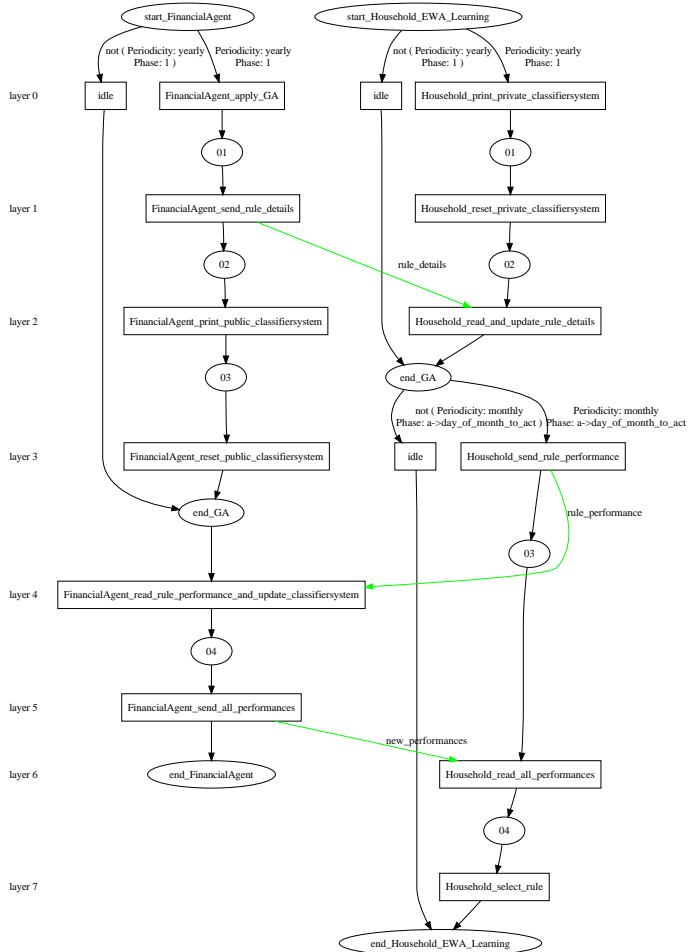 start_FinancialAgent
start_Household_EWA_Learning
not ( Periodicity: yearly
Phase: 1 )
Periodicity: yearly
Phase: 1
not ( Periodicity: yearly
Phase: 1 )
Periodicity: yearly
Phase: 1
layer 0
idle
FinancialAgent_apply_GA
idle
Household_print_private_classifiersystem
01
01
layer 1
FinancialAgent_send_rule_details
Household_reset_private_classifiersystem
02
rule_details
02
layer 2
FinancialAgent_print_public_classifiersystem
Household_read_and_update_rule_details
03
end_GA
not ( Periodicity: monthly
Phase: a->day_of_month_to_act )
Periodicity: monthly
Phase: a->day_of_month_to_act
layer 3
FinancialAgent_reset_public_classifiersystem
idle
Household_send_rule_performance
end_GA
rule_performance
03
layer 4
FinancialAgent_read_rule_performance_and_update_classifiersystem
04
layer 5
FinancialAgent_send_all_performances
new_performances
layer 6
end_FinancialAgent
Household_read_all_performances
04
layer 7
Household_select_rule
end_Household_EWA_Learning